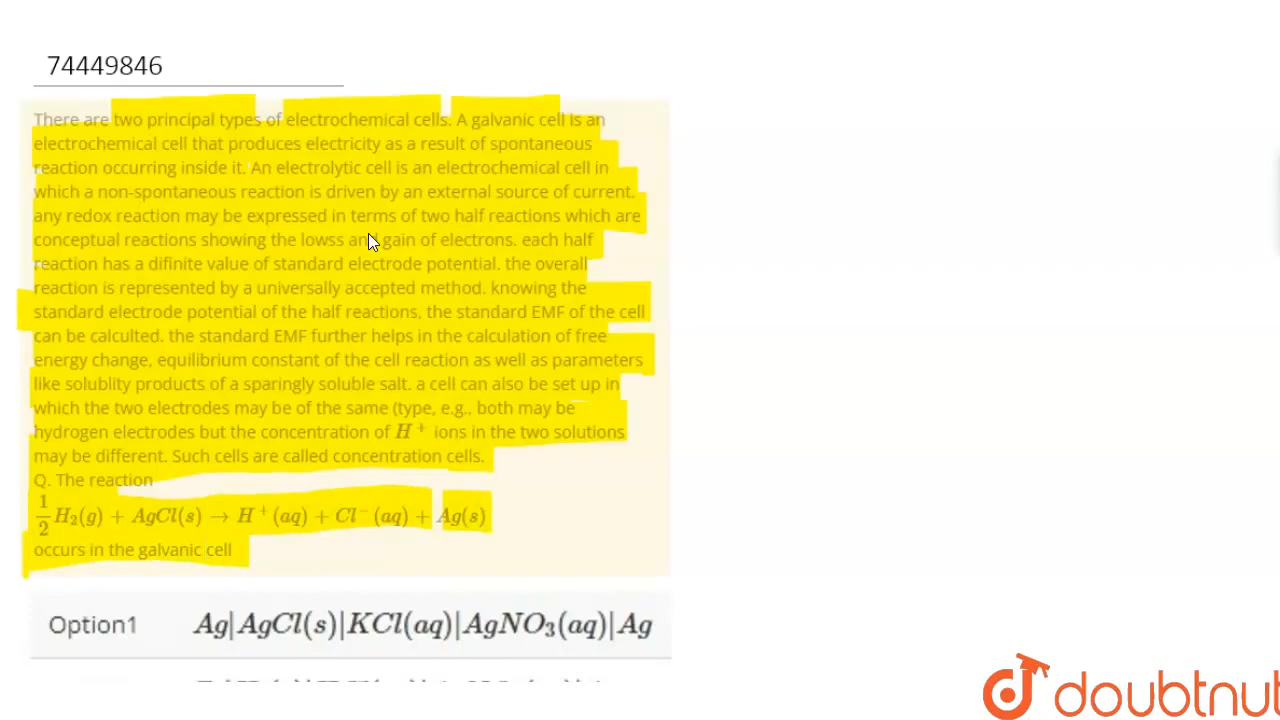 74449846
There are two principal types of electrochemical cells. A galvanic cell is an
electrochemical cell that produces electricity as a result of spontaneous
reaction occurring inside it. An electrolytic cell is an electrochemical cell in
which a non-spontaneous reaction is driven by an external source of current.
any redox reaction may be expressed in terms of two half reactions which are
conceptual reactions showing the lowss and gain of electrons. each half
reaction has a difinite value of standard electrode potential. the overall
reaction is represented by a universally accepted method. knowing the
standard electrode potential of the half reactions, the standard EMF of the cell
can be calculted. the standard EMF further helps in the calculation of free
energy change, equilibrium constant of the cell reaction as well as parameters
like solublity products of a sparingly soluble salt. a cell can also be set up in
which the two electrodes may be of the same (type, e.g., both may be
hydrogen electrodes but the concentration of H⁺ ions in the two solutions
may be different. Such cells are called concentration cells.
Q. The reaction
1/2 H₂(g) + AgCl(s) → H⁺(aq) + Cl⁻(aq) + Ag(s)
occurs in the galvanic cell
Option1 Ag|AgCl(s)|KCl(aq)|AgNO₃(aq)|Ag
doubtnut